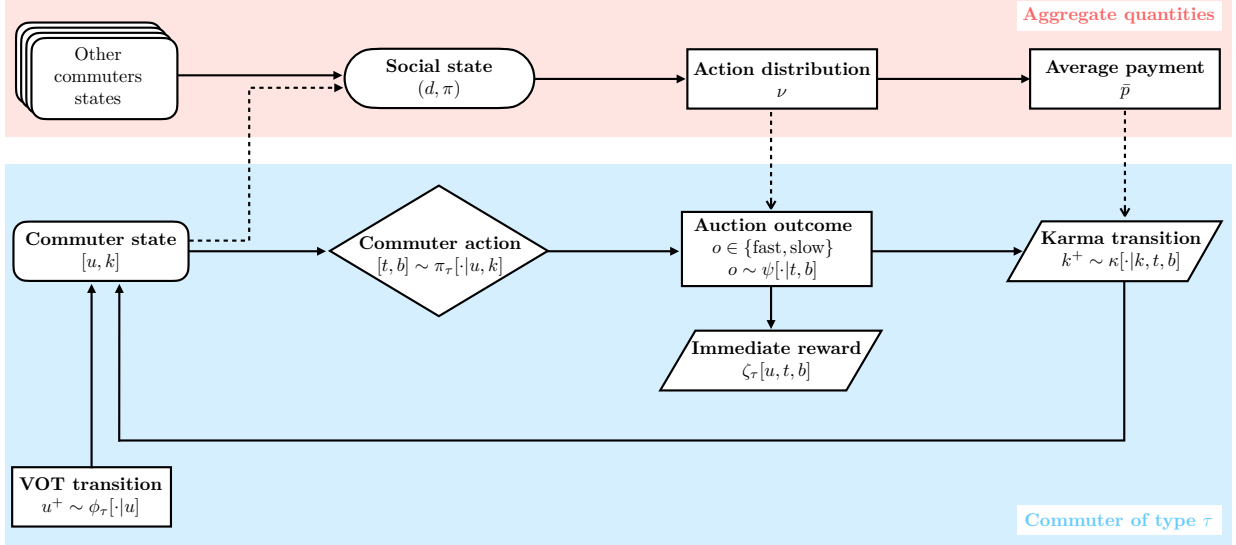 Aggregate quantities
Other
commuters
states
Social state
(d, π)
Action distribution
ν
Average payment
p̄
Commuter state
[u, k]
Commuter action
[t, b] ∼ π_τ[·|u, k]
Auction outcome
o ∈ {fast, slow}
o ∼ ψ[·|t, b]
Karma transition
k⁺ ∼ κ[·|k, t, b]
Immediate reward
ζ_τ[u, t, b]
VOT transition
u⁺ ∼ ϕ_τ[·|u]
Commuter of type τ